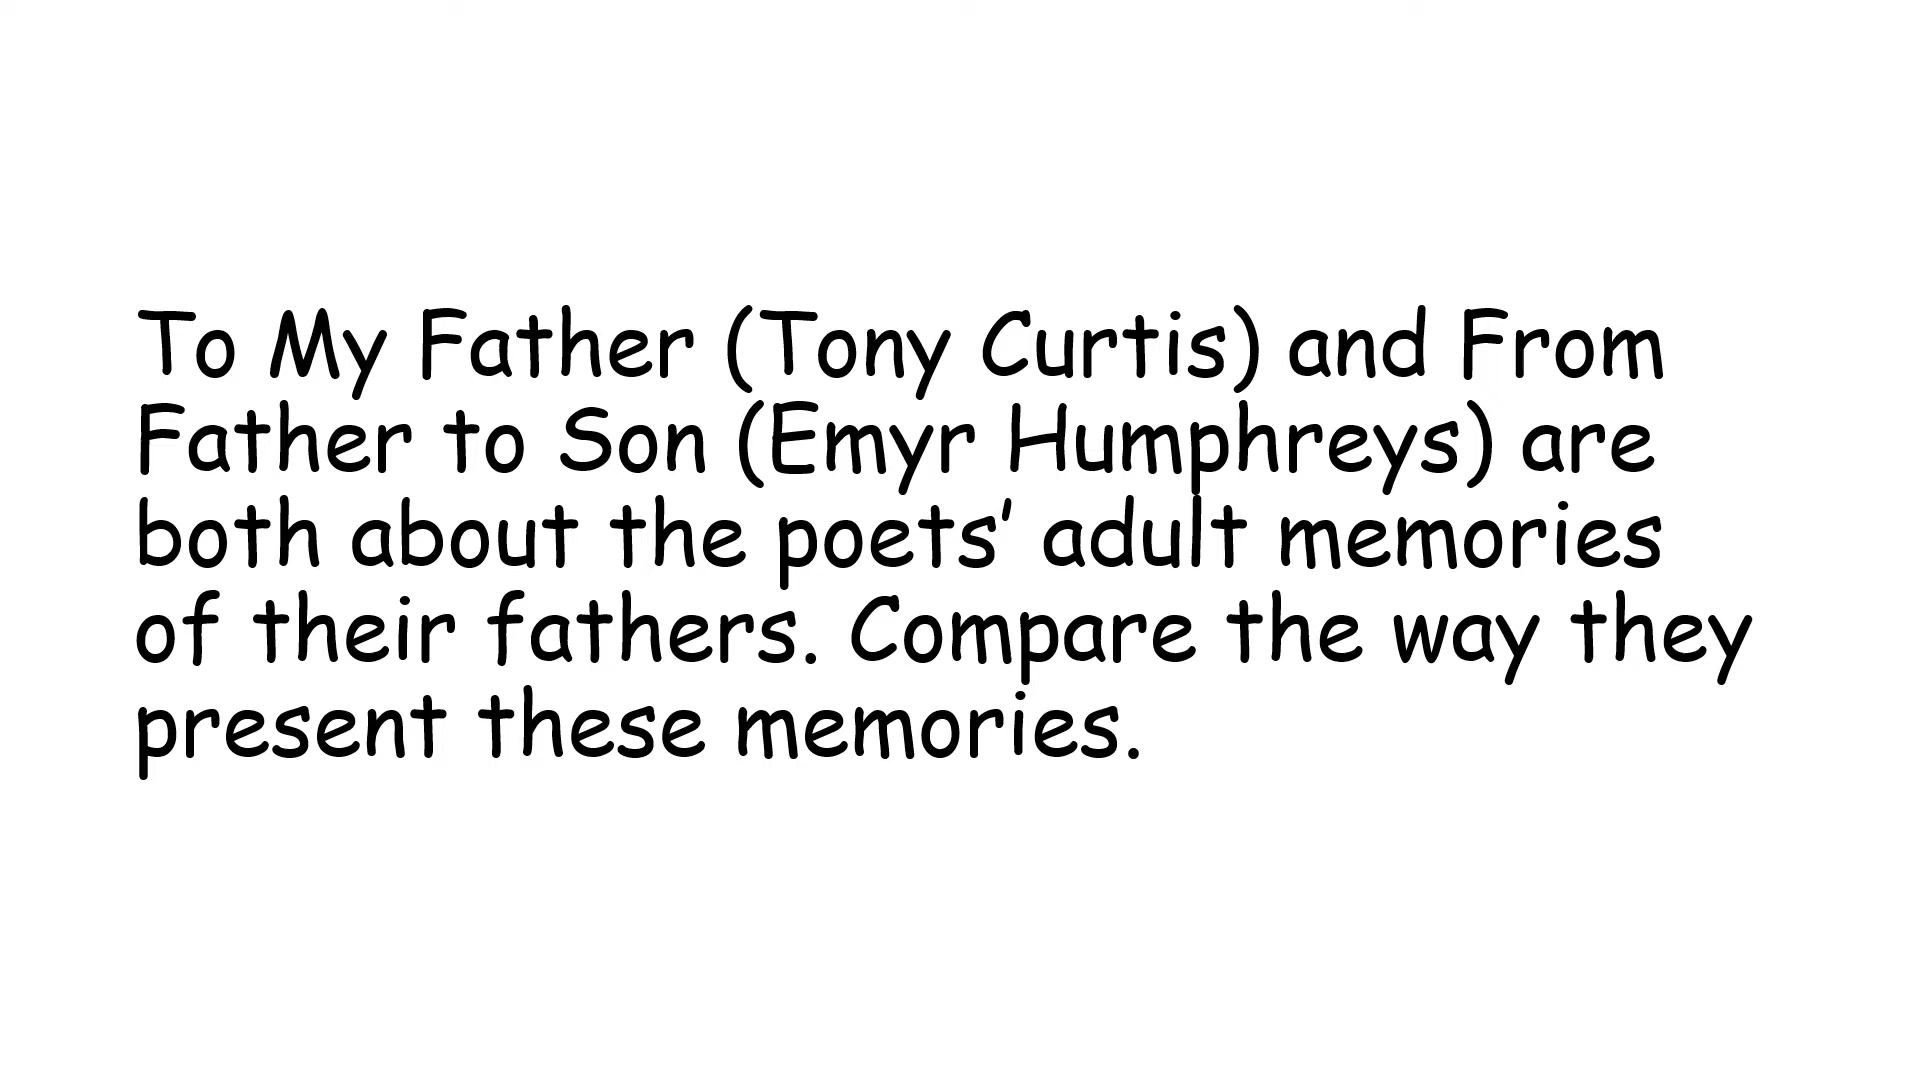 To My Father (Tony Curtis) and From
Father to Son (Emyr Humphreys) are
both about the poets’ adult memories
of their fathers. Compare the way they
present these memories.